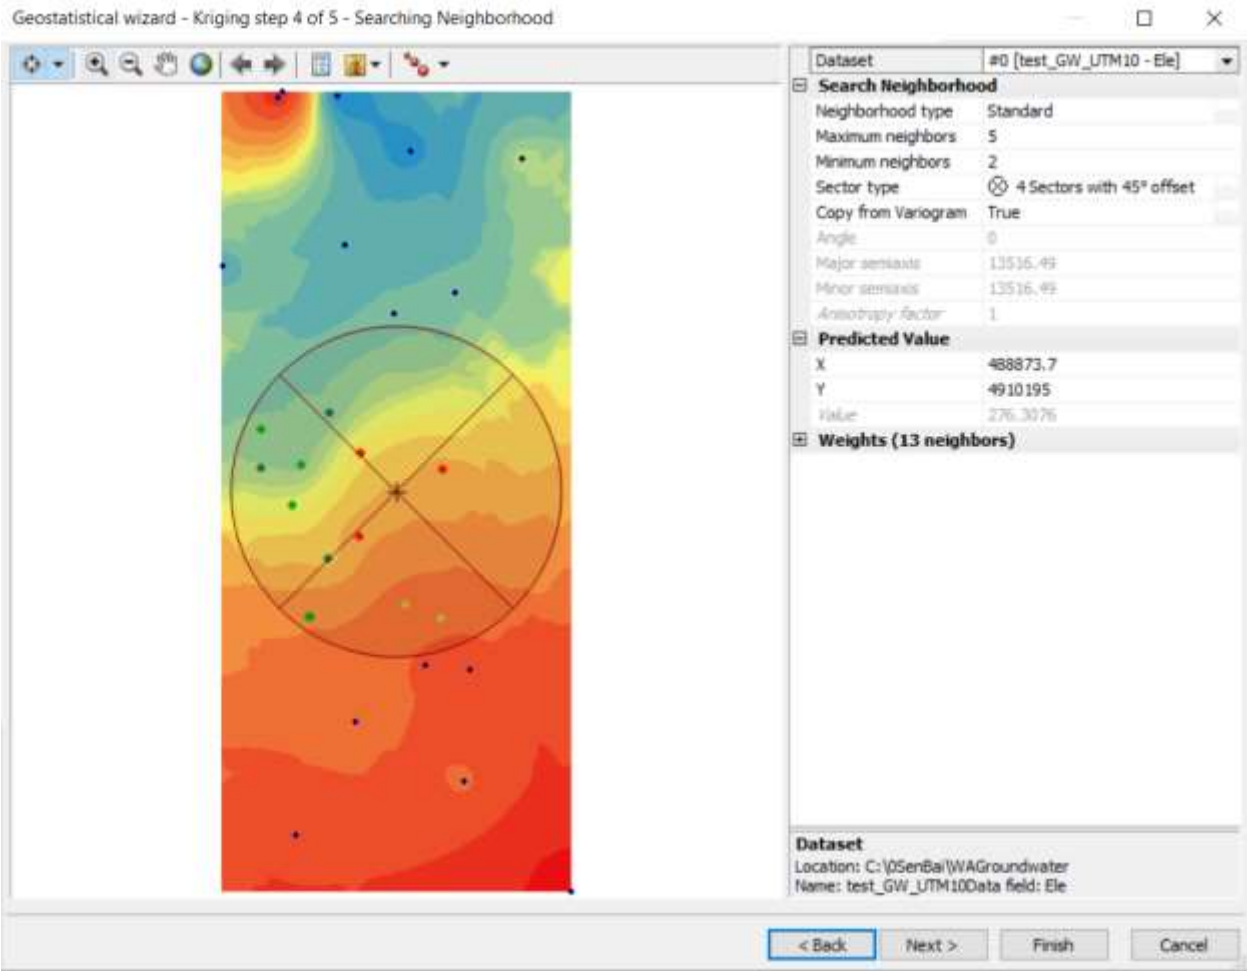 Geostatistical wizard - Kriging step 4 of 5 - Searching Neighborhood
Dataset #0 [test_GW_UTM10 - Ele]
Search Neighborhood
Neighborhood type Standard
Maximum neighbors 5
Minimum neighbors 2
Sector type 4 Sectors with 45° offset
Copy from Variogram True
Angle 0
Major semiaxis 13516.49
Minor semiaxis 13516.49
Anisotropy factor 1
Predicted Value
X 488873.7
Y 4910195
Value 276.3076
Weights (13 neighbors)
Dataset
Location: C:\0SenBai\WAGroundwater
Name: test_GW_UTM10Data field: Ele
< Back Next > Finish Cancel